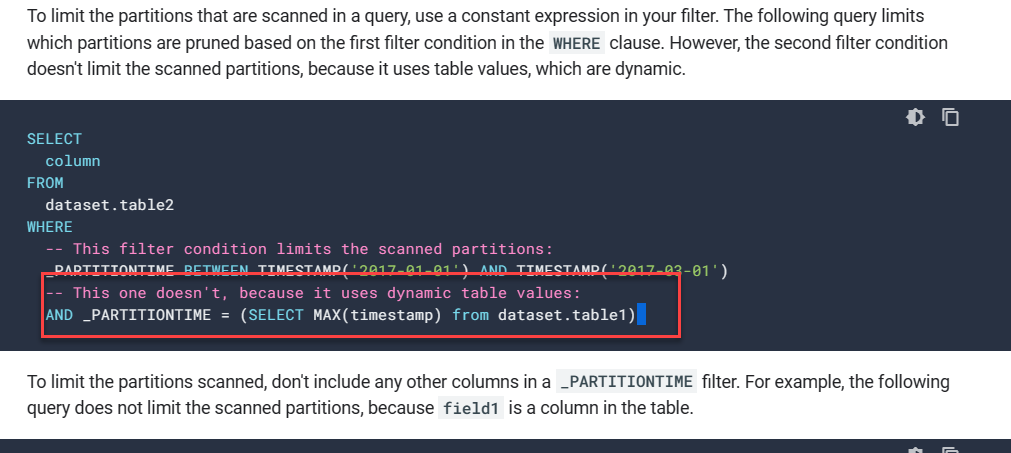 To limit the partitions that are scanned in a query, use a constant expression in your filter. The following query limits
which partitions are pruned based on the first filter condition in the WHERE clause. However, the second filter condition
doesn't limit the scanned partitions, because it uses table values, which are dynamic.
SELECT
column
FROM
dataset.table2
WHERE
-- This filter condition limits the scanned partitions:
_PARTITIONTIME BETWEEN TIMESTAMP('2017-01-01') AND TIMESTAMP('2017-03-01')
-- This one doesn't, because it uses dynamic table values:
AND _PARTITIONTIME = (SELECT MAX(timestamp) from dataset.table1)
To limit the partitions scanned, don't include any other columns in a _PARTITIONTIME filter. For example, the following
query does not limit the scanned partitions, because field1 is a column in the table.